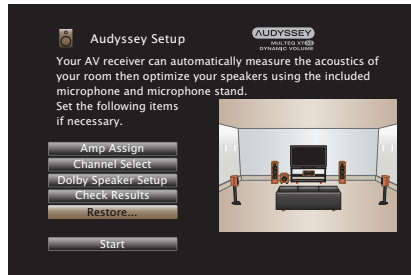 Audyssey Setup
AUDYSSEY
MULTEQ XT32
DYNAMIC VOLUME
Your AV receiver can automatically measure the acoustics of
your room then optimize your speakers using the included
microphone and microphone stand.
Set the following items
if necessary.
Amp Assign
Channel Select
Dolby Speaker Setup
Check Results
Restore...
Start